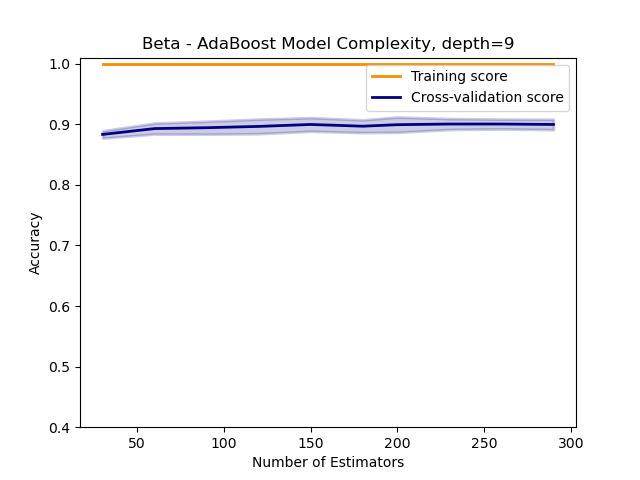 Beta - AdaBoost Model Complexity, depth=9
1.0
0.9
0.8
0.7
0.6
0.5
0.4
Accuracy
Training score
Cross-validation score
50 100 150 200 250 300
Number of Estimators